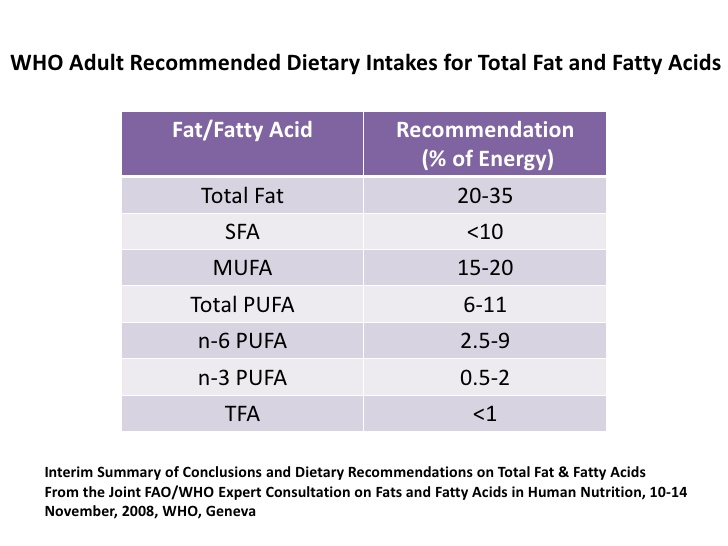 WHO Adult Recommended Dietary Intakes for Total Fat and Fatty Acids
Fat/Fatty Acid Recommendation
(% of Energy)
Total Fat 20-35
SFA <10
MUFA 15-20
Total PUFA 6-11
n-6 PUFA 2.5-9
n-3 PUFA 0.5-2
TFA <1
Interim Summary of Conclusions and Dietary Recommendations on Total Fat & Fatty Acids
From the Joint FAO/WHO Expert Consultation on Fats and Fatty Acids in Human Nutrition, 10-14
November, 2008, WHO, Geneva